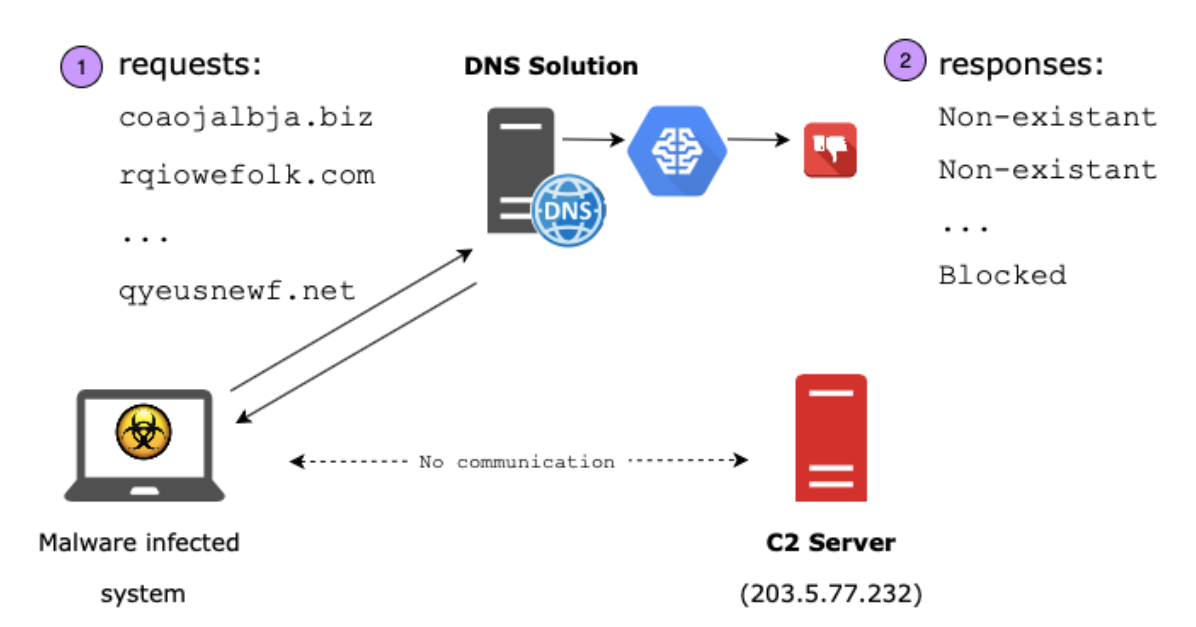 1
requests:
coaojalbja.biz
rqiowefolk.com
...
qyeusnewf.net
DNS Solution
DNS
2
responses:
Non-existant
Non-existant
...
Blocked
No communication
Malware infected
system
C2 Server
(203.5.77.232)